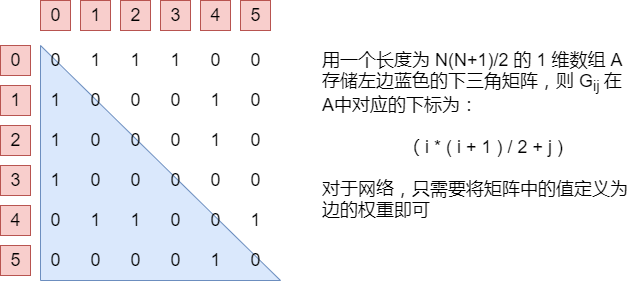 0 1 2 3 4 5
0 0 1 1 1 0 0
1 1 0 0 0 1 0
2 1 0 0 0 1 0
3 1 0 0 0 0 0
4 0 1 1 0 0 1
5 0 0 0 0 1 0
用一个长度为 N(N+1)/2 的 1 维数组 A
存储左边蓝色的下三角矩阵，则 Gij 在
A中对应的下标为：
( i * ( i + 1 ) / 2 + j )
对于网络，只需要将矩阵中的值定义为
边的权重即可